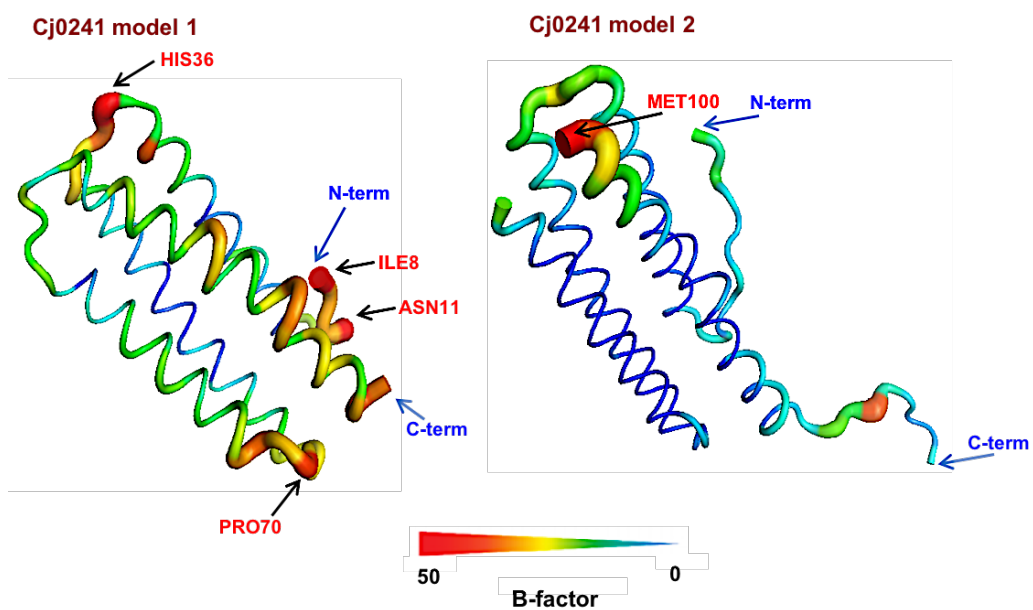 Cj0241 model 1
Cj0241 model 2
HIS36
MET100
N-term
N-term
ILE8
ASN11
C-term
C-term
PRO70
50
0
B-factor